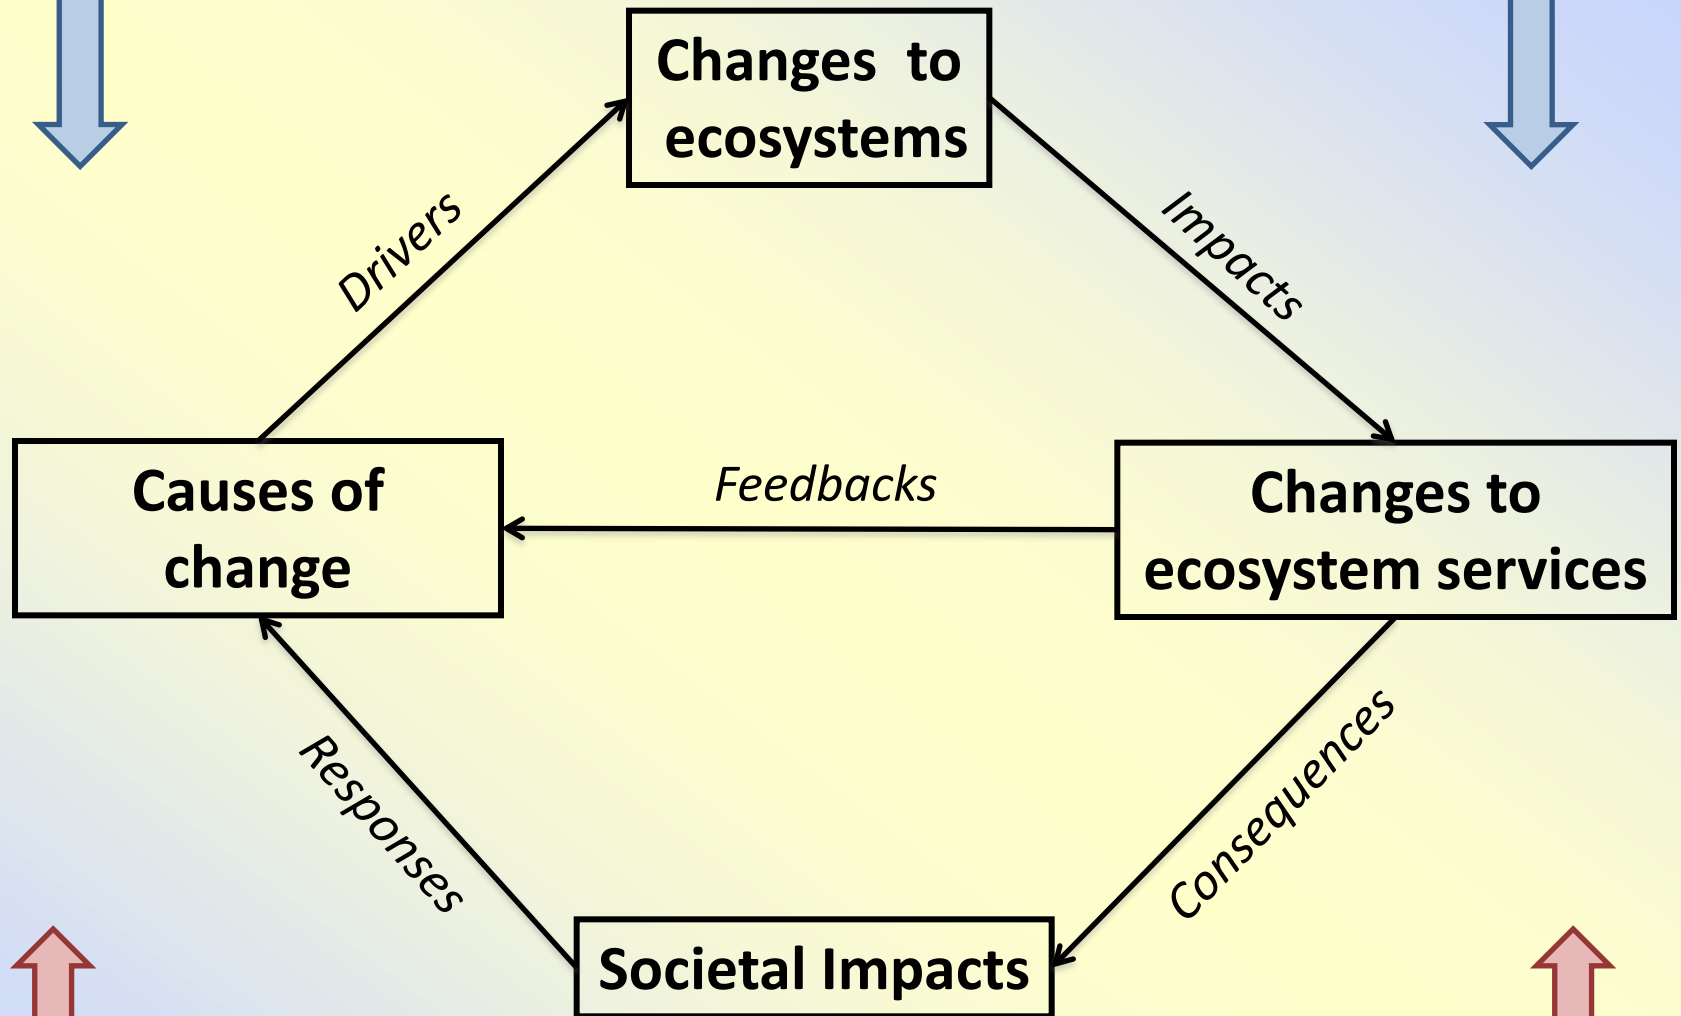 Changes to
ecosystems
Drivers
Impacts
Causes of
change
Feedbacks
Changes to
ecosystem services
Responses
Consequences
Societal Impacts